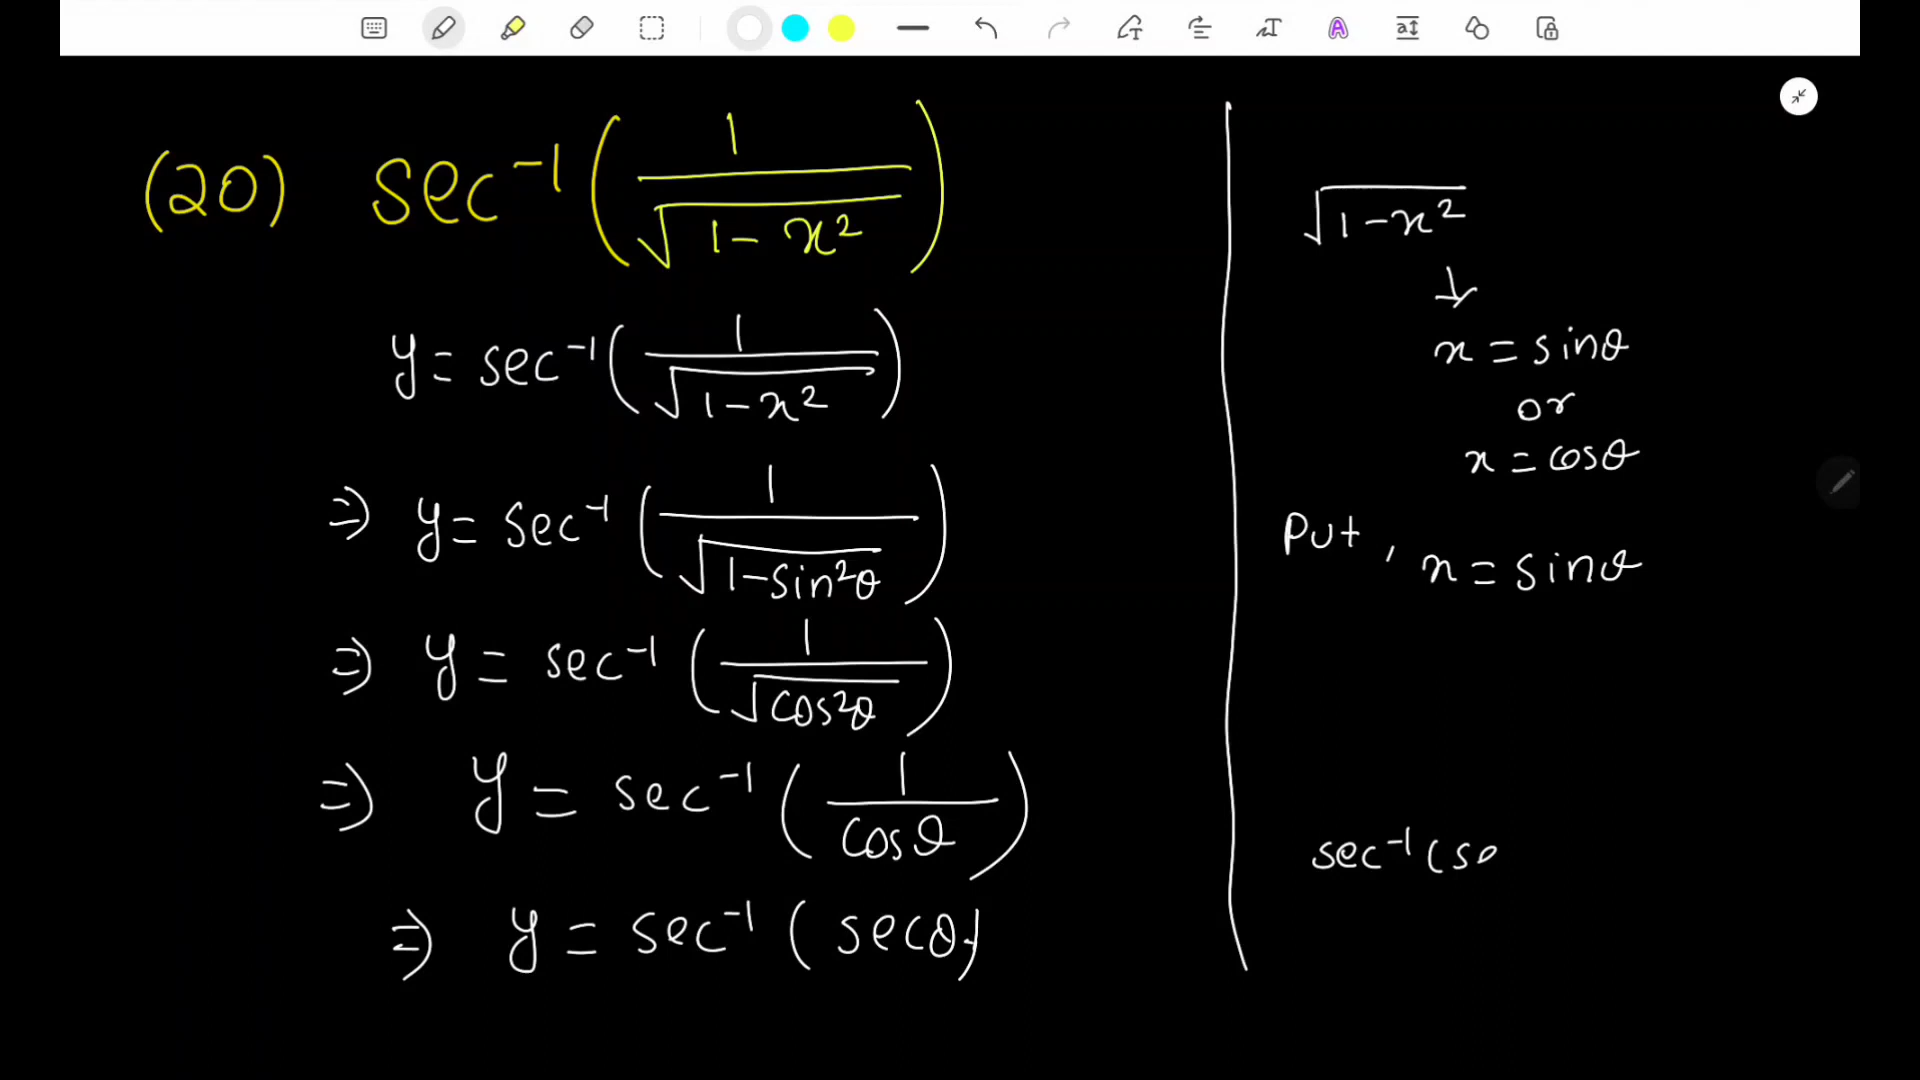 (20) sec⁻¹(1/√(1-x²))
y = sec⁻¹(1/√(1-x²))
⇒ y = sec⁻¹(1/√(1-sin²θ))
⇒ y = sec⁻¹(1/√(cos²θ))
⇒ y = sec⁻¹(1/cosθ)
⇒ y = sec⁻¹(secθ)
√(1-x²)
↓
x = sinθ
or
x = cosθ
Put, x = sinθ
sec⁻¹(se